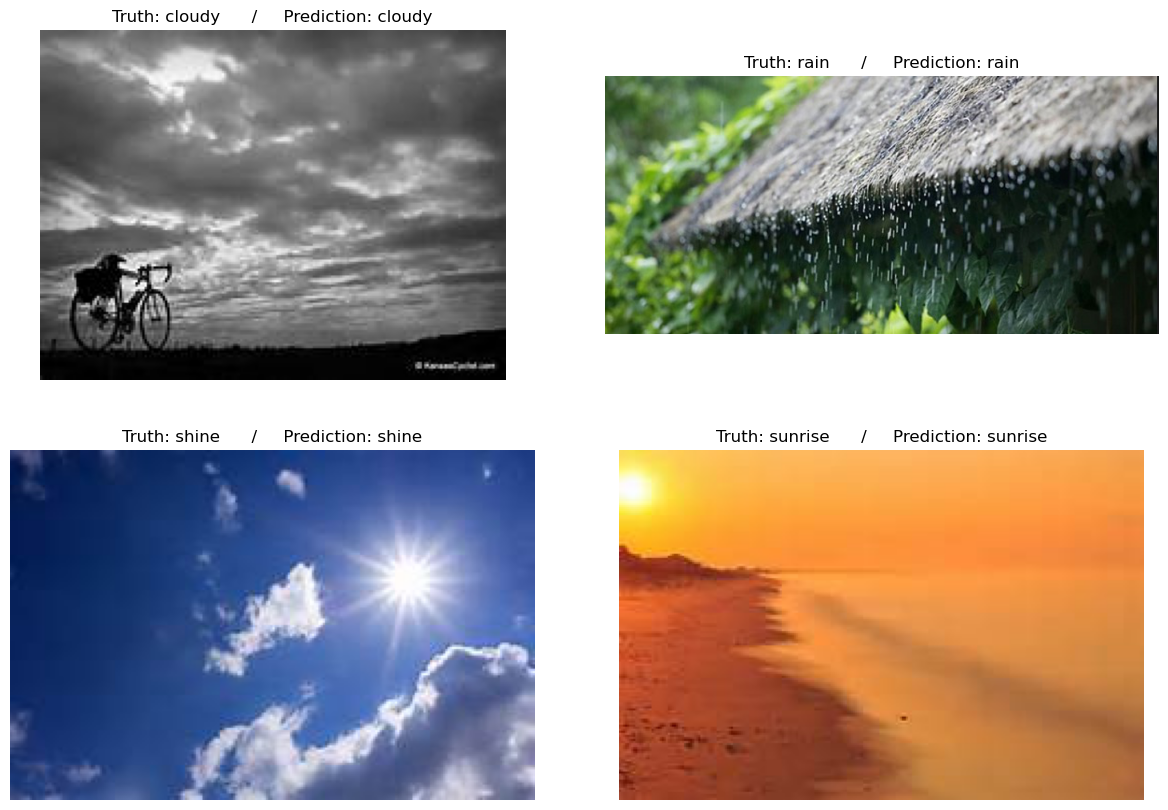 Truth: cloudy / Prediction: cloudy
Truth: rain / Prediction: rain
© KansasCyclist.com
Truth: shine / Prediction: shine
Truth: sunrise / Prediction: sunrise